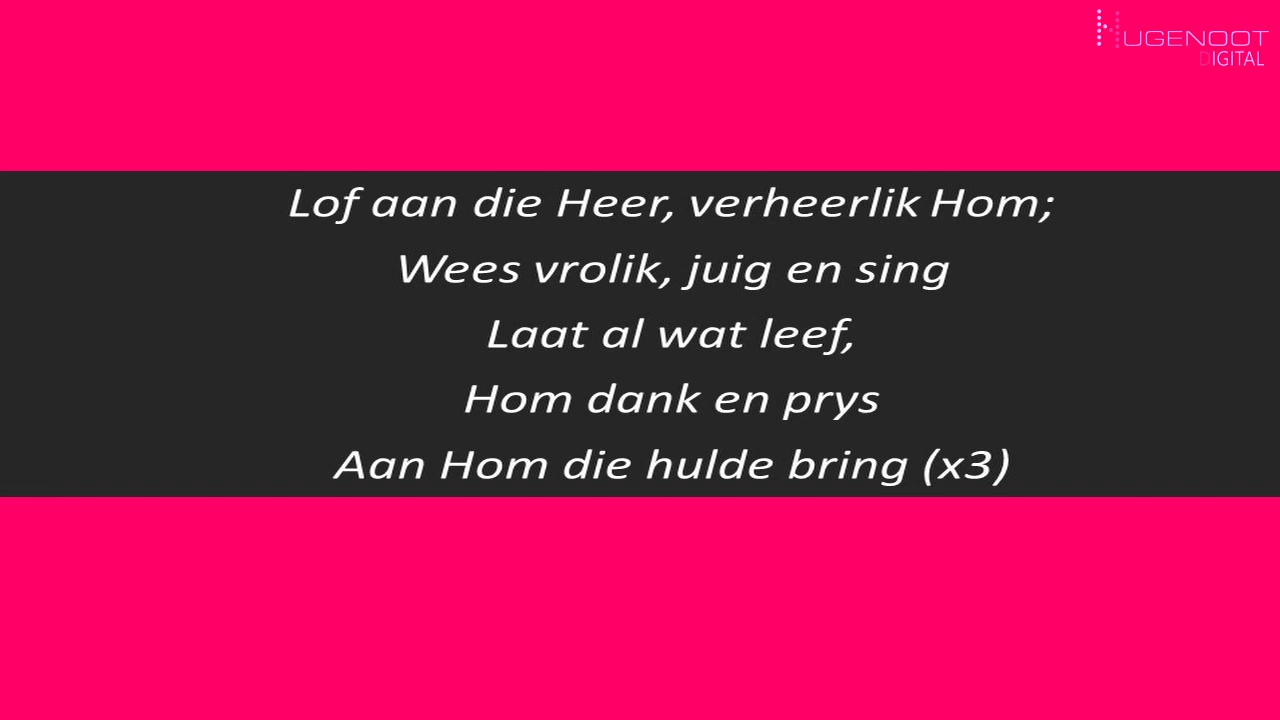 HUGENOOT
DIGITAL
Lof aan die Heer, verheerlik Hom;
Wees vrolik, juig en sing
Laat al wat leef,
Hom dank en prys
Aan Hom die hulde bring (x3)